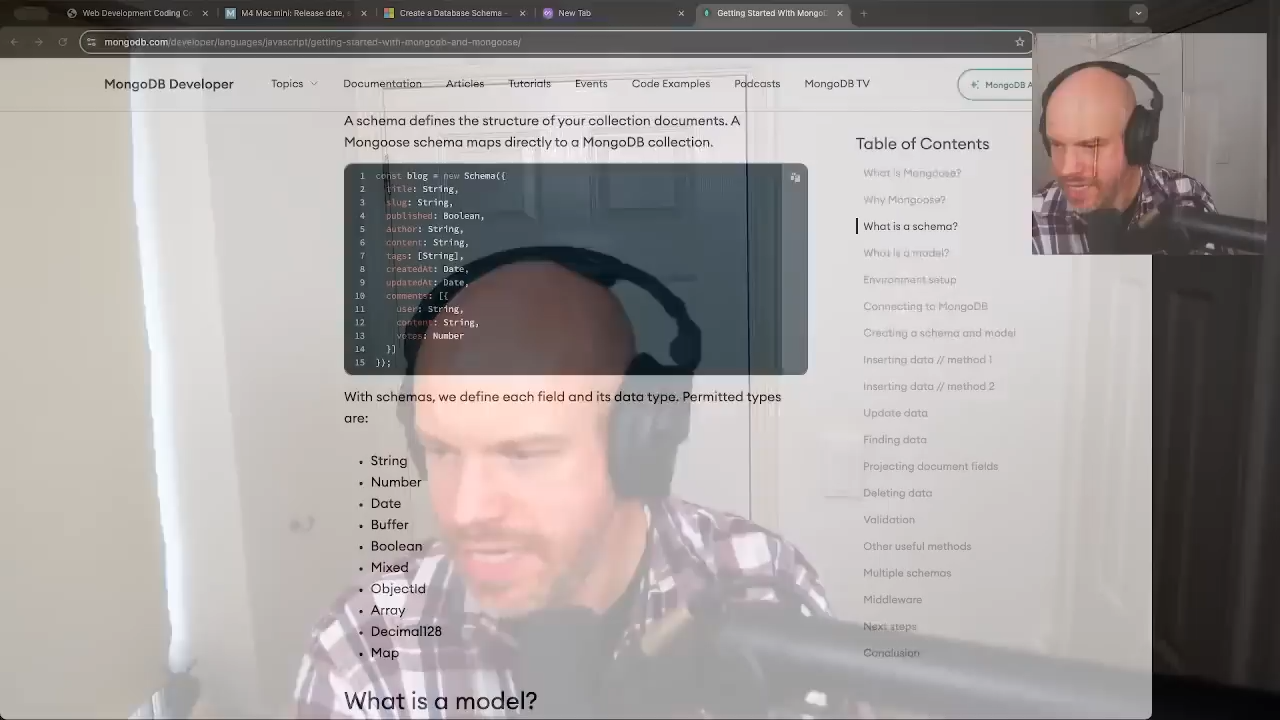 Web Development Coding C
M4 Mac mini: Release date,
Create a Database Schema -
New Tab
Getting Started With MongoD
mongodb.com/developer/languages/javascript/getting-started-with-mongodb-and-mongoose/
MongoDB Developer
Topics
Documentation
Articles
Tutorials
Events
Code Examples
Podcasts
MongoDB TV
MongoDB A
A schema defines the structure of your collection documents. A
Mongoose schema maps directly to a MongoDB collection.
1 const blog = new Schema({
2 title: String,
3 slug: String,
4 published: Boolean,
5 author: String,
6 content: String,
7 tags: [String],
8 createdAt: Date,
9 updatedAt: Date,
10 comments: [{
11 user: String,
12 content: String,
13 votes: Number
14 }]
15 });
With schemas, we define each field and its data type. Permitted types
are:
• String
• Number
• Date
• Buffer
• Boolean
• Mixed
• ObjectId
• Array
• Decimal128
• Map
What is a model?
Table of Contents
What is Mongoose?
Why Mongoose?
What is a schema?
What is a model?
Environment setup
Connecting to MongoDB
Creating a schema and model
Inserting data // method 1
Inserting data // method 2
Update data
Finding data
Projecting document fields
Deleting data
Validation
Other useful methods
Multiple schemas
Middleware
Next steps
Conclusion